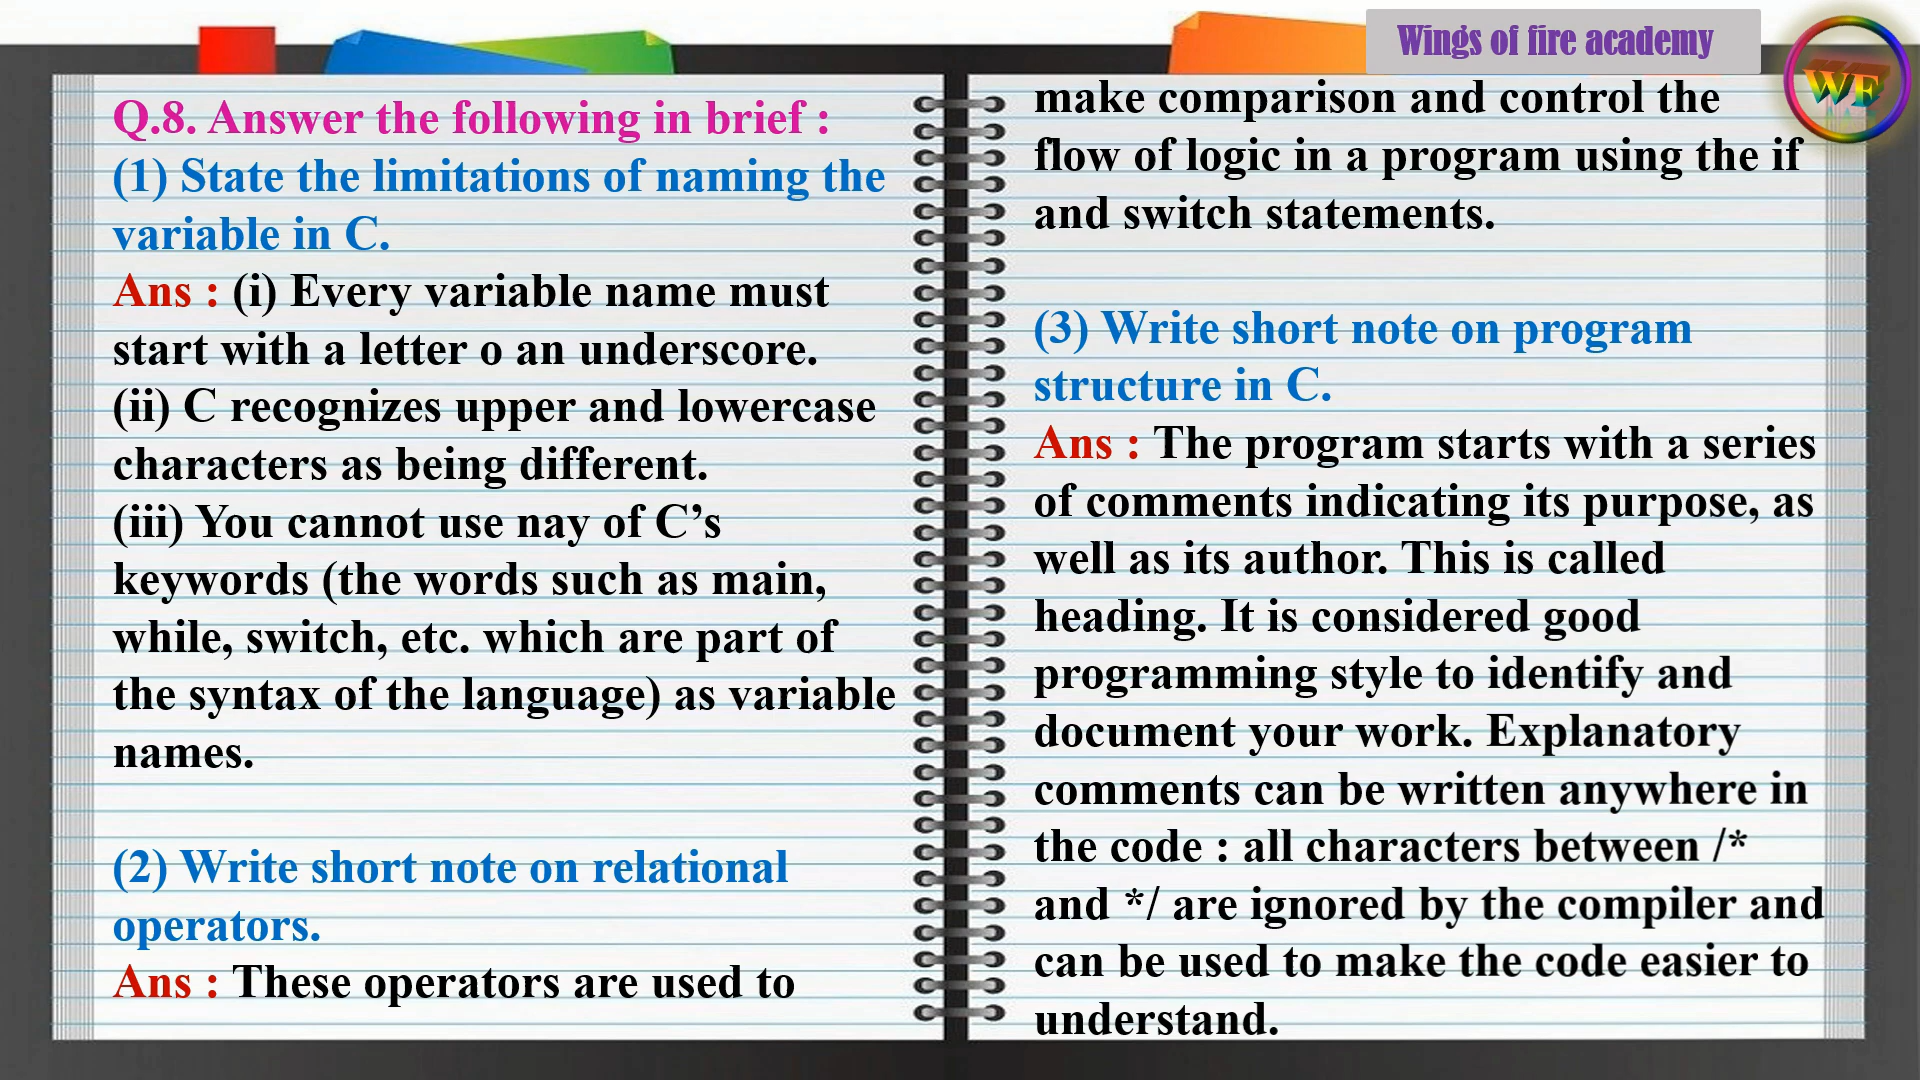 Wings of fire academy
WE
Q.8. Answer the following in brief :
(1) State the limitations of naming the
variable in C.
Ans : (i) Every variable name must
start with a letter o an underscore.
(ii) C recognizes upper and lowercase
characters as being different.
(iii) You cannot use nay of C’s
keywords (the words such as main,
while, switch, etc. which are part of
the syntax of the language) as variable
names.
(2) Write short note on relational
operators.
Ans : These operators are used to
make comparison and control the
flow of logic in a program using the if
and switch statements.
(3) Write short note on program
structure in C.
Ans : The program starts with a series
of comments indicating its purpose, as
well as its author. This is called
heading. It is considered good
programming style to identify and
document your work. Explanatory
comments can be written anywhere in
the code : all characters between /*
and */ are ignored by the compiler and
can be used to make the code easier to
understand.